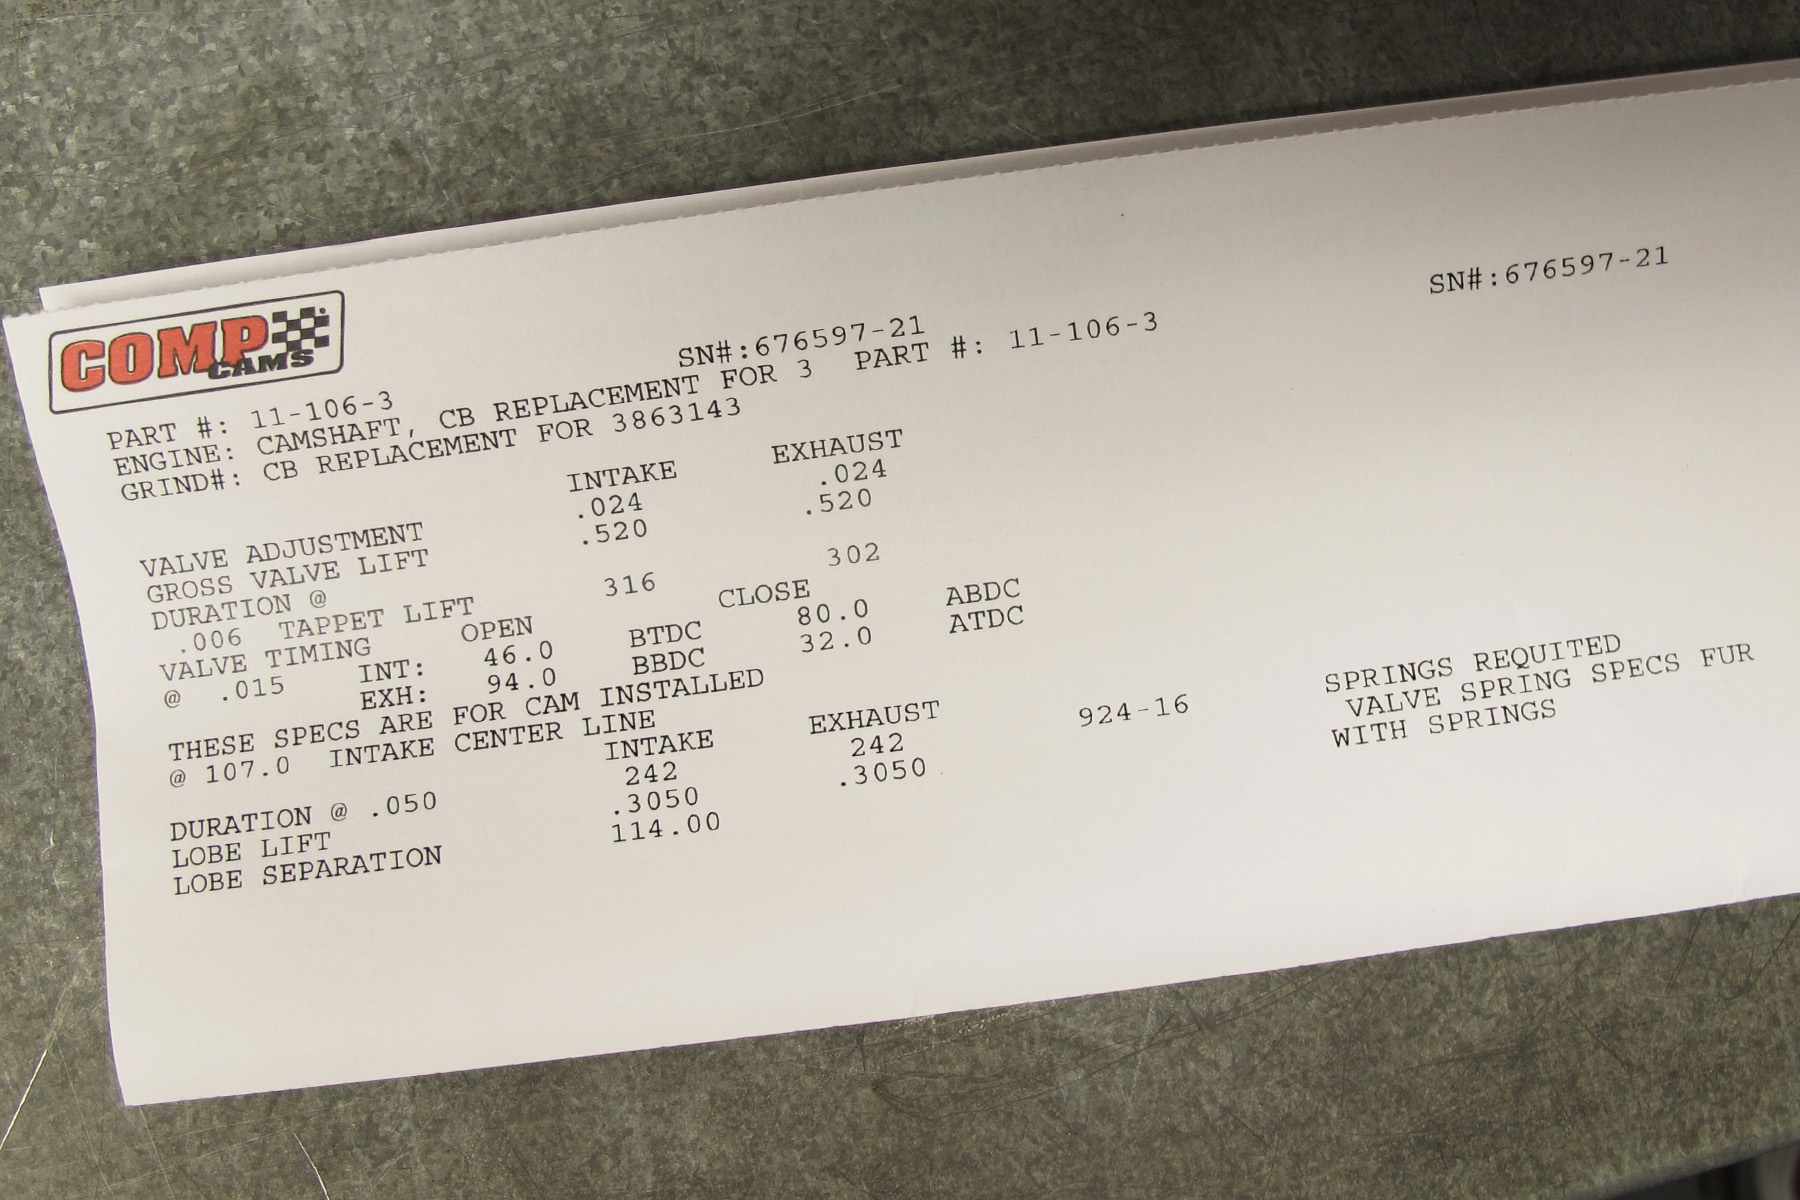 COMP CAMS
SN#:676597-21
SN#:676597-21
PART #: 11-106-3
ENGINE: CAMSHAFT, CB REPLACEMENT FOR 3 PART #: 11-106-3
GRIND#: CB REPLACEMENT FOR 3863143
INTAKE EXHAUST
VALVE ADJUSTMENT .024 .024
GROSS VALVE LIFT .520 .520
DURATION @
.006 TAPPET LIFT 316 302
VALVE TIMING OPEN CLOSE
@ .015 INT: 46.0 BTDC 80.0 ABDC
EXH: 94.0 BBDC 32.0 ATDC
THESE SPECS ARE FOR CAM INSTALLED
@ 107.0 INTAKE CENTER LINE
INTAKE EXHAUST
DURATION @ .050 242 242
LOBE LIFT .3050 .3050
LOBE SEPARATION 114.00
924-16
SPRINGS REQUITED
VALVE SPRING SPECS FUR
WITH SPRINGS